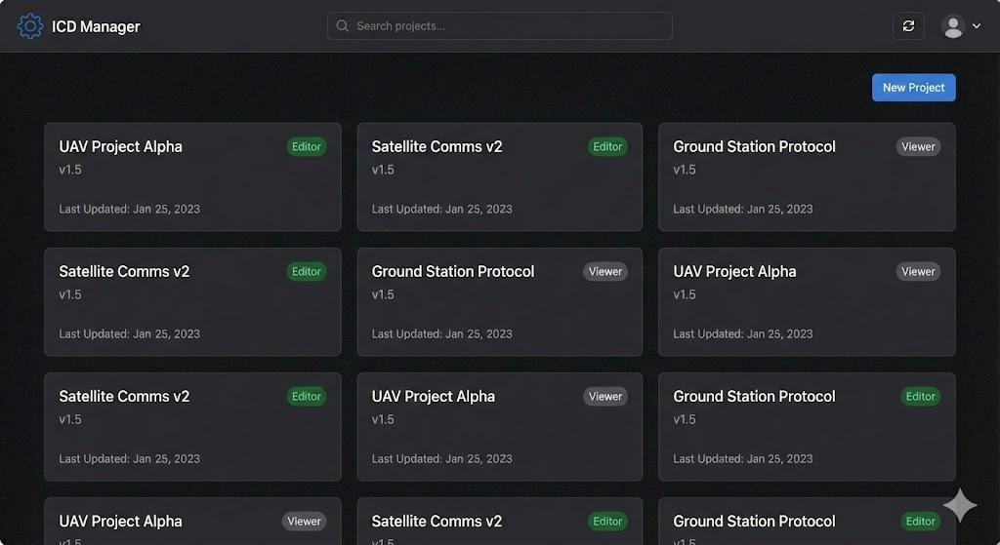 ICD Manager
Search projects...
New Project
UAV Project Alpha Editor
v1.5
Last Updated: Jan 25, 2023
Satellite Comms v2 Editor
v1.5
Last Updated: Jan 25, 2023
Ground Station Protocol Viewer
v1.5
Last Updated: Jan 25, 2023
Satellite Comms v2 Editor
v1.5
Last Updated: Jan 25, 2023
Ground Station Protocol Viewer
v1.5
Last Updated: Jan 25, 2023
UAV Project Alpha Viewer
v1.5
Last Updated: Jan 25, 2023
Satellite Comms v2 Editor
v1.5
Last Updated: Jan 25, 2023
UAV Project Alpha Viewer
v1.5
Last Updated: Jan 25, 2023
Ground Station Protocol Editor
v1.5
Last Updated: Jan 25, 2023
UAV Project Alpha Viewer
v1.5
Satellite Comms v2 Editor
v1.5
Ground Station Protocol Editor
v1.5